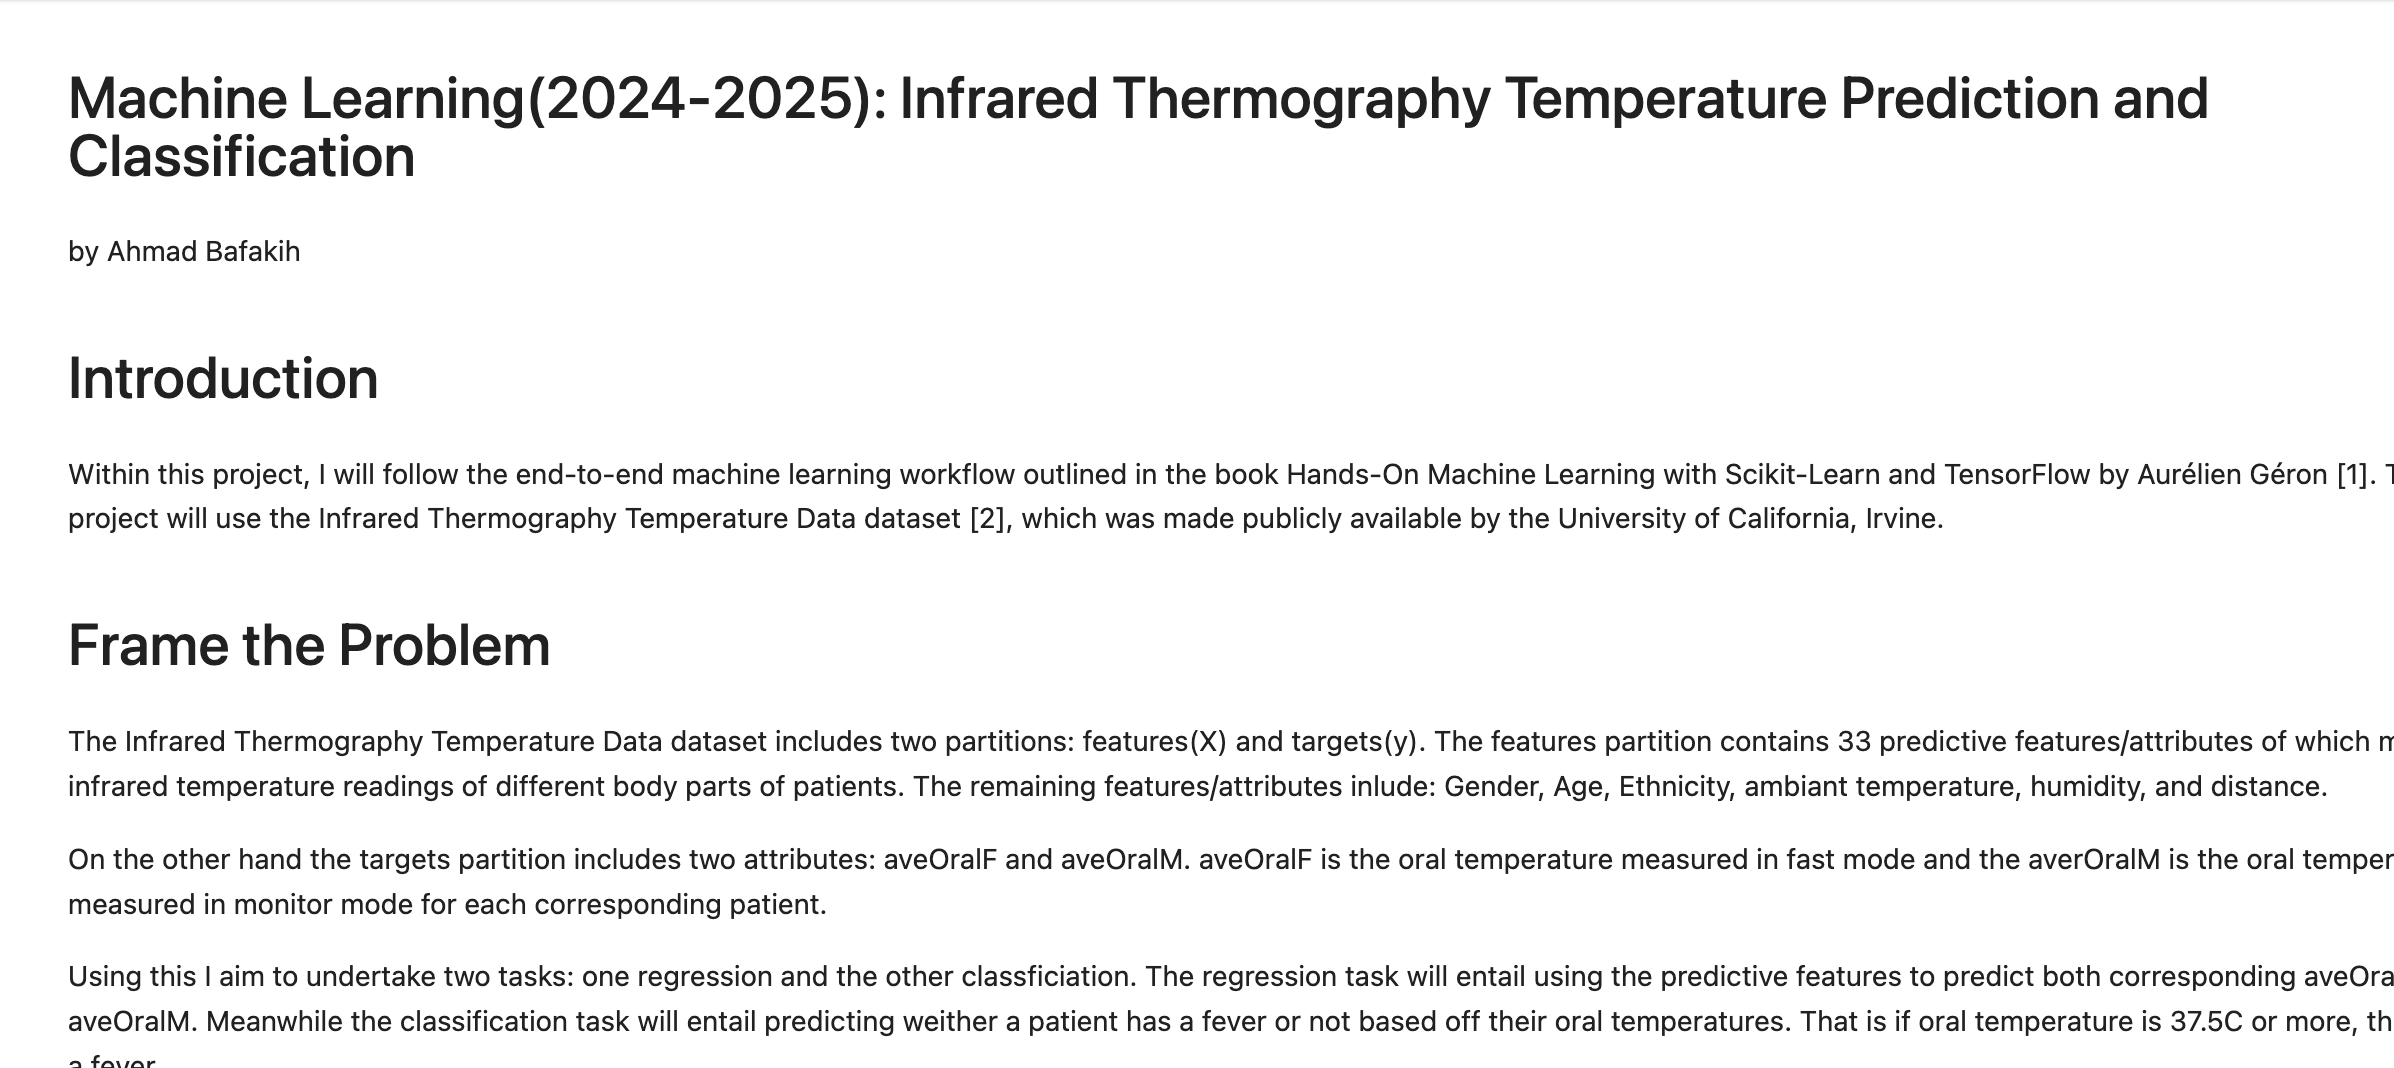 Machine Learning(2024-2025): Infrared Thermography Temperature Prediction and
Classification
by Ahmad Bafakih
Introduction
Within this project, I will follow the end-to-end machine learning workflow outlined in the book Hands-On Machine Learning with Scikit-Learn and TensorFlow by Aurélien Géron [1].
project will use the Infrared Thermography Temperature Data dataset [2], which was made publicly available by the University of California, Irvine.
Frame the Problem
The Infrared Thermography Temperature Data dataset includes two partitions: features(X) and targets(y). The features partition contains 33 predictive features/attributes of which
infrared temperature readings of different body parts of patients. The remaining features/attributes inlude: Gender, Age, Ethnicity, ambiant temperature, humidity, and distance.
On the other hand the targets partition includes two attributes: aveOralF and aveOralM. aveOralF is the oral temperature measured in fast mode and the averOralM is the oral
measured in monitor mode for each corresponding patient.
Using this I aim to undertake two tasks: one regression and the other classficiation. The regression task will entail using the predictive features to predict both corresponding
aveOralM. Meanwhile the classification task will entail predicting weither a patient has a fever or not based off their oral temperatures. That is if oral temperature is 37.5C or more,
a fever